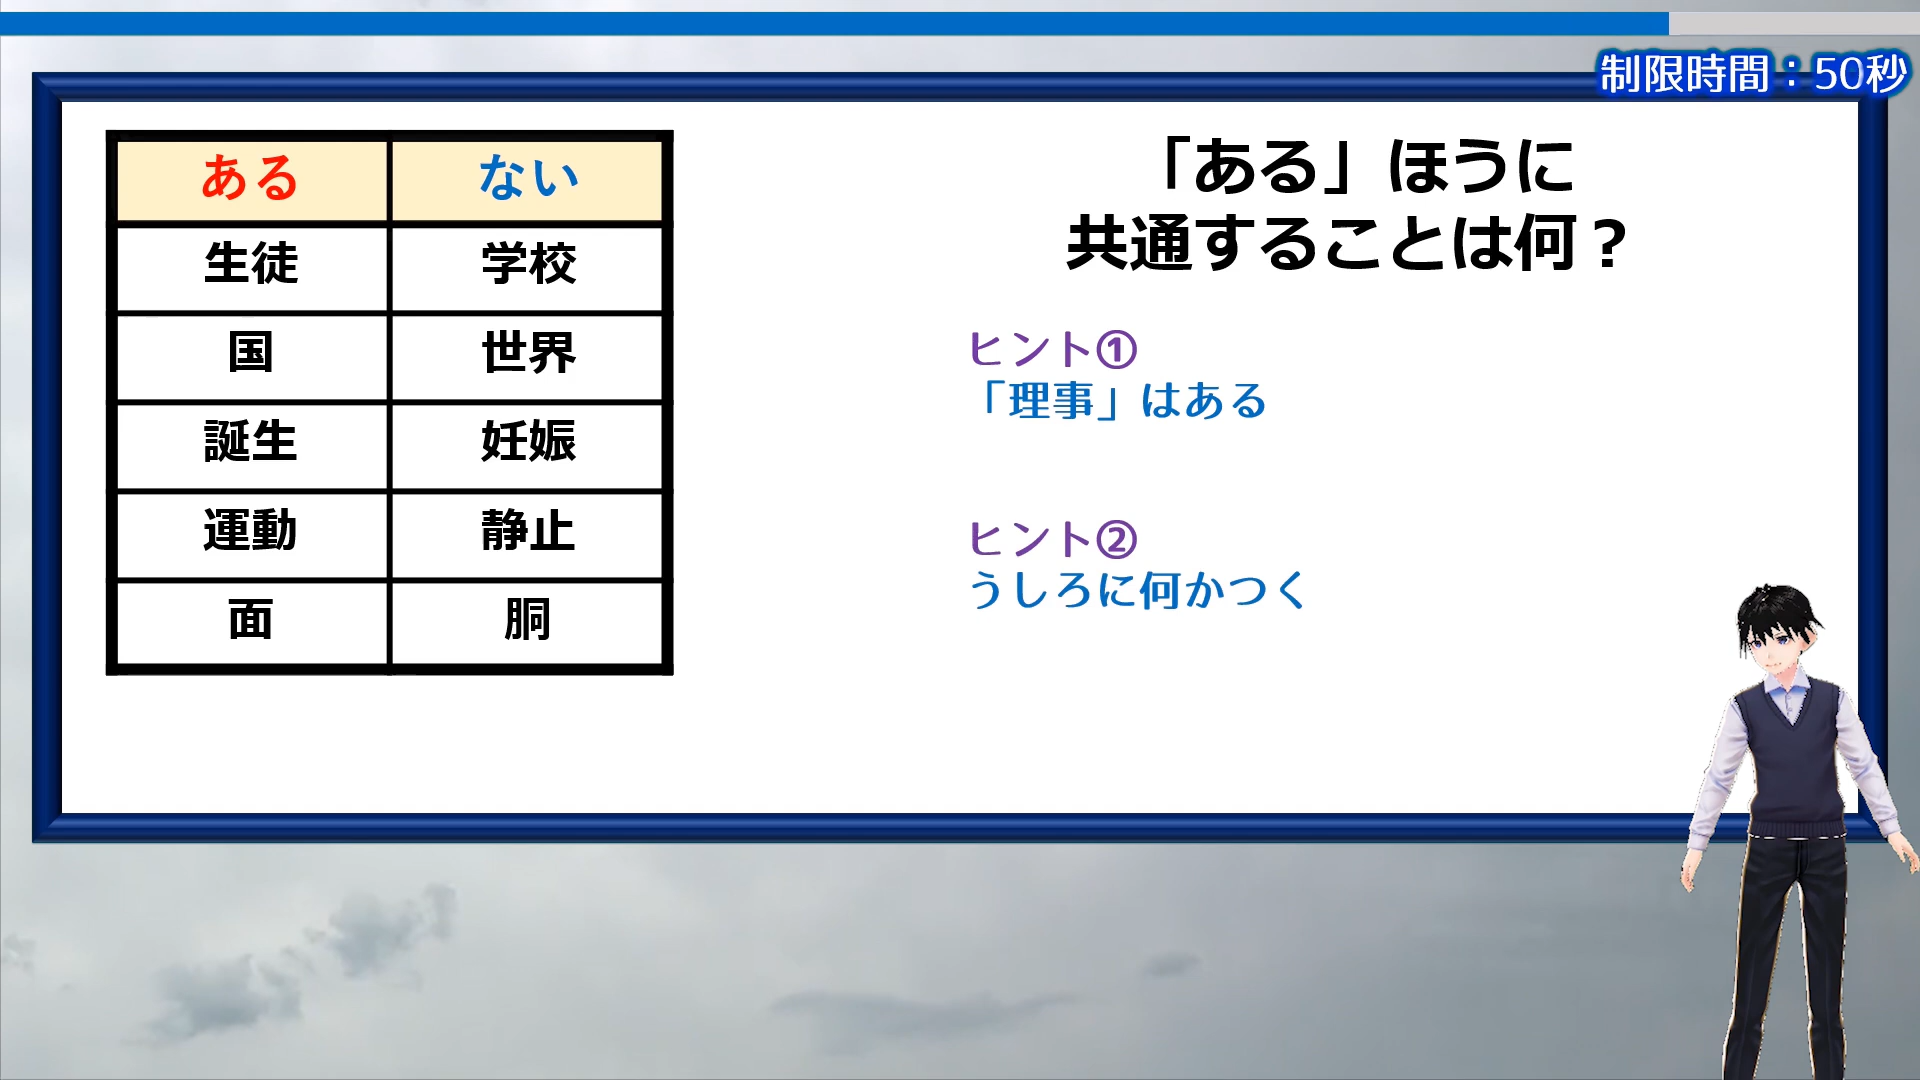 制限時間：50秒
ある ない
生徒 学校
国 世界
誕生 妊娠
運動 静止
面 胴
「ある」ほうに
共通することは何？
ヒント①
「理事」はある
ヒント②
うしろに何かつく